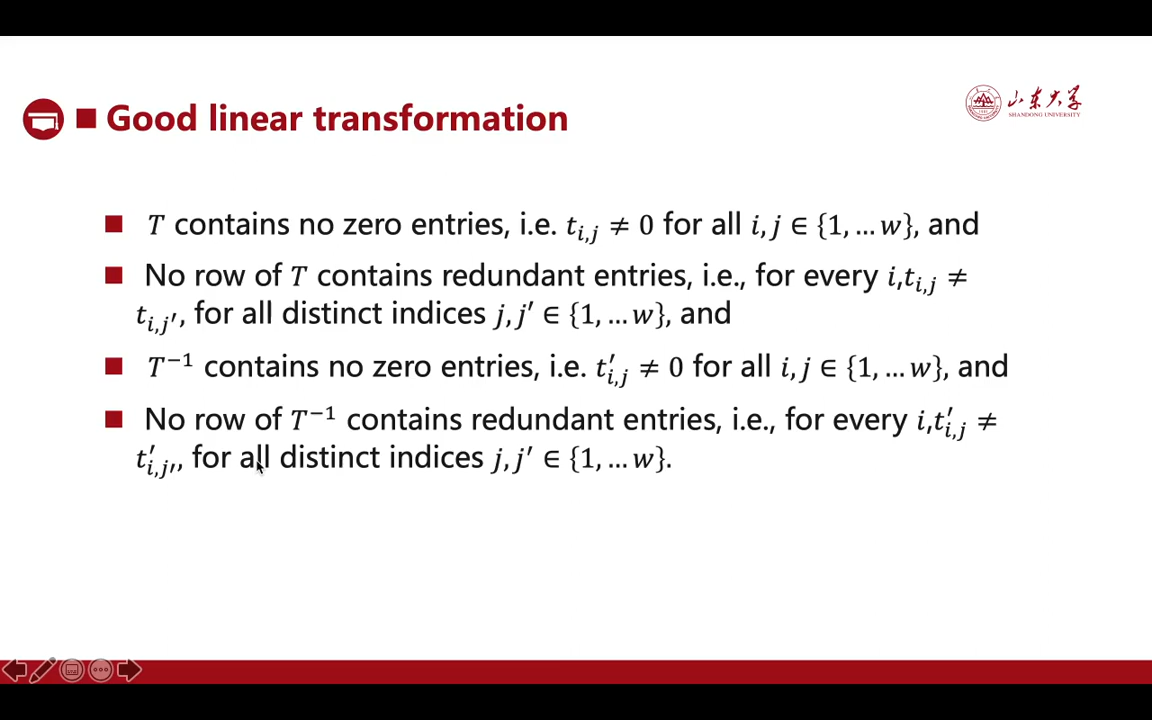 ■ Good linear transformation
山东大学
SHANDONG UNIVERSITY
■ 𝑇 contains no zero entries, i.e. 𝑡_{𝑖,𝑗} ≠ 0 for all 𝑖, 𝑗 ∈ {1, … 𝑤}, and
■ No row of 𝑇 contains redundant entries, i.e., for every 𝑖,𝑡_{𝑖,𝑗} ≠
𝑡_{𝑖,𝑗′}, for all distinct indices 𝑗, 𝑗′ ∈ {1, … 𝑤}, and
■ 𝑇^{−1} contains no zero entries, i.e. 𝑡′_{𝑖,𝑗} ≠ 0 for all 𝑖, 𝑗 ∈ {1, … 𝑤}, and
■ No row of 𝑇^{−1} contains redundant entries, i.e., for every 𝑖,𝑡′_{𝑖,𝑗} ≠
𝑡′_{𝑖,𝑗′}, for all distinct indices 𝑗, 𝑗′ ∈ {1, … 𝑤}.